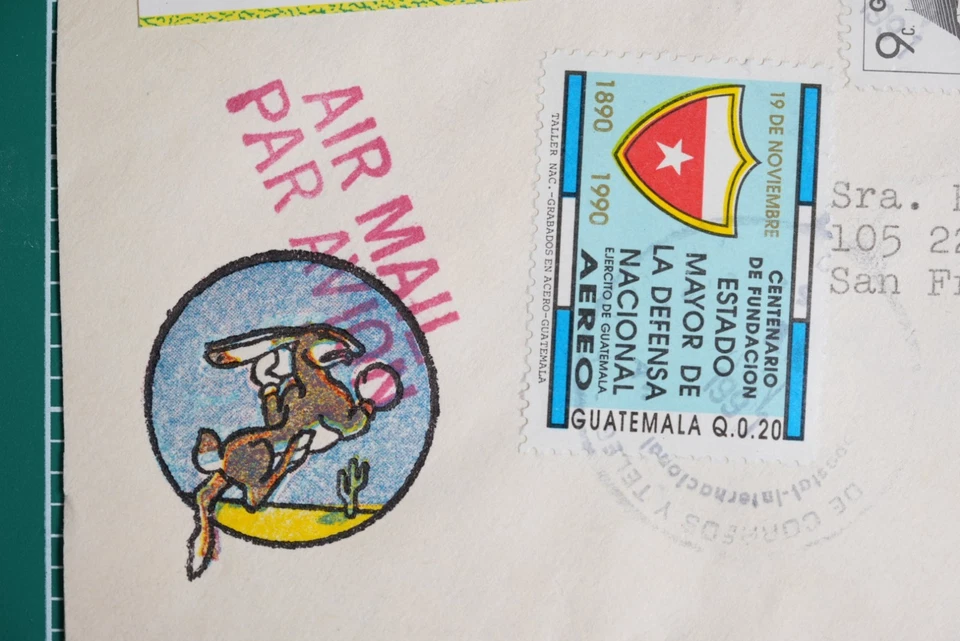 AIR MAIL
PAR AVION
6 c.
19 DE NOVIEMBRE
1890 1990
CENTENARIO
DE FUNDACION
ESTADO
MAYOR DE
LA DEFENSA
NACIONAL
EJERCITO DE GUATEMALA
AEREO
GUATEMALA Q.0.20
TALLER NAC.-GRABADOS EN ACERO-GUATEMALA
Sra.
105 22
San Fr
DE CORREOS Y TELE
Postal-Internacional